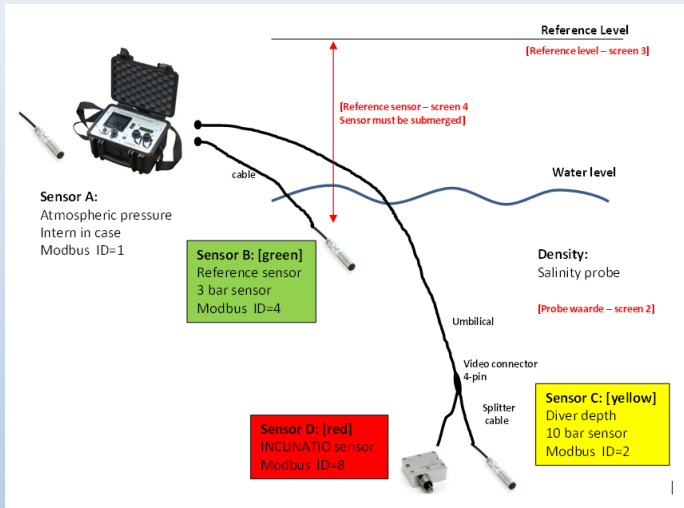 Reference Level
[Reference level – screen 3]
[Reference sensor – screen 4
Sensor must be submerged]
cable
Water level
Sensor A:
Atmospheric pressure
Intern in case
Modbus ID=1
Sensor B: [green]
Reference sensor
3 bar sensor
Modbus ID=4
Density:
Salinity probe
[Probe waarde – screen 2]
Umbilical
Video connector
4-pin
Splitter
cable
Sensor C: [yellow]
Diver depth
10 bar sensor
Modbus ID=2
Sensor D: [red]
INCLINATIO sensor
Modbus ID=8